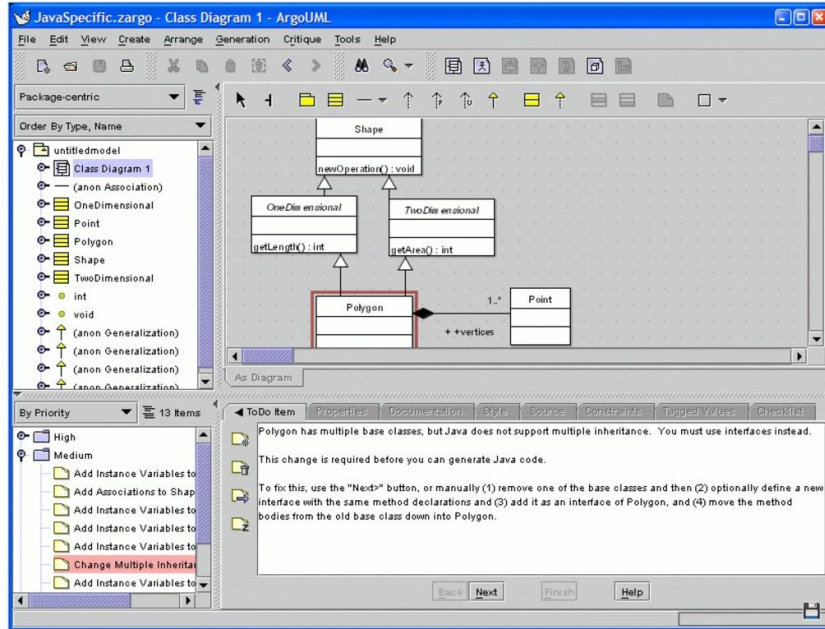 JavaSpecific.zargo - Class Diagram 1 - ArgoUML
File Edit View Create Arrange Generation Critique Tools Help
Package-centric
Order By Type, Name
untitledmodel
Class Diagram 1
(anon Association)
OneDimensional
Point
Polygon
Shape
TwoDimensional
int
void
(anon Generalization)
(anon Generalization)
(anon Generalization)
(anon Generalization)
Shape
newOperation() : void
OneDimensional
getLength() : int
TwoDimensional
getArea() : int
Polygon
1..*
+ +vertices
Point
As Diagram
By Priority 13 Items
High
Medium
Add Instance Variables to
Add Associations to Shap
Add Instance Variables to
Add Instance Variables to
Add Instance Variables to
Change Multiple Inheritan
Add Instance Variables to
ToDo Item Properties Documentation Style Source Constraints Tagged Values Checklist
Polygon has multiple base classes, but Java does not support multiple inheritance. You must use interfaces instead.
This change is required before you can generate Java code.
To fix this, use the "Next>" button, or manually (1) remove one of the base classes and then (2) optionally define a new
interface with the same method declarations and (3) add it as an interface of Polygon, and (4) move the method
bodies from the old base class down into Polygon.
Back Next Finish Help